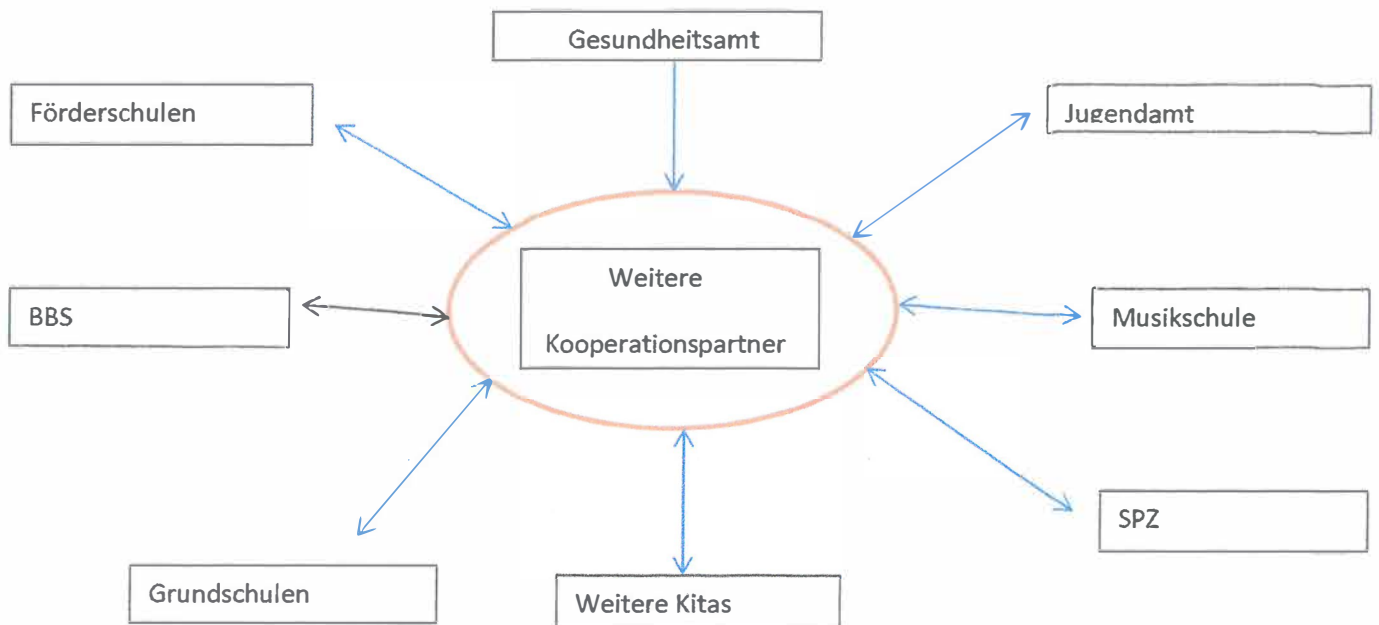 Gesundheitsamt
Förderschulen
Jugendamt
Weitere
Kooperationspartner
BBS
Musikschule
SPZ
Grundschulen
Weitere Kitas